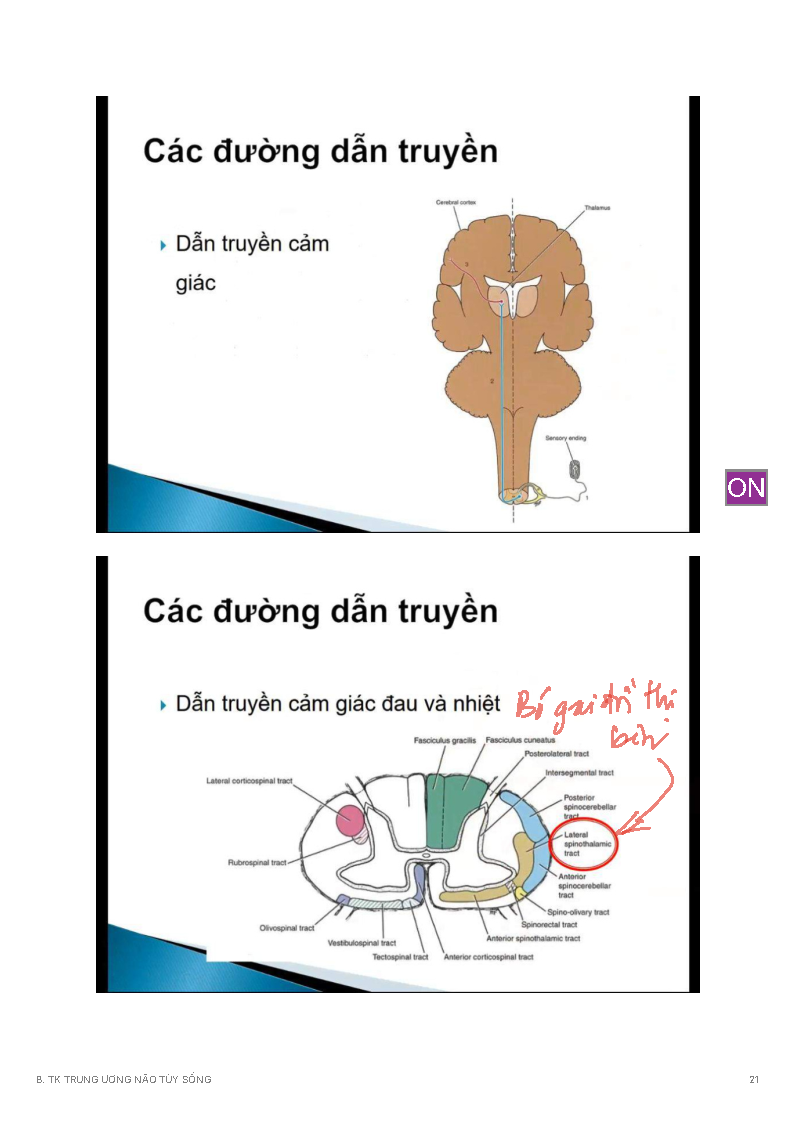 Các đường dẫn truyền
Dẫn truyền cảm
giác
Cerebral cortex
Thalamus
3
2
Sensory ending
1
ON
Các đường dẫn truyền
Dẫn truyền cảm giác đau và nhiệt
Bó gai thị
bên
Fasciculus gracilis
Fasciculus cuneatus
Posterolateral tract
Intersegmental tract
Lateral corticospinal tract
Posterior
spinocerebellar
tract
Lateral
spinothalamic
tract
Rubrospinal tract
Anterior
spinocerebellar
tract
Spino-olivary tract
Olivospinal tract
Spinorectal tract
Vestibulospinal tract
Anterior spinothalamic tract
Tectospinal tract
Anterior corticospinal tract
B. TK TRUNG ƯƠNG NÃO TỦY SỐNG
21